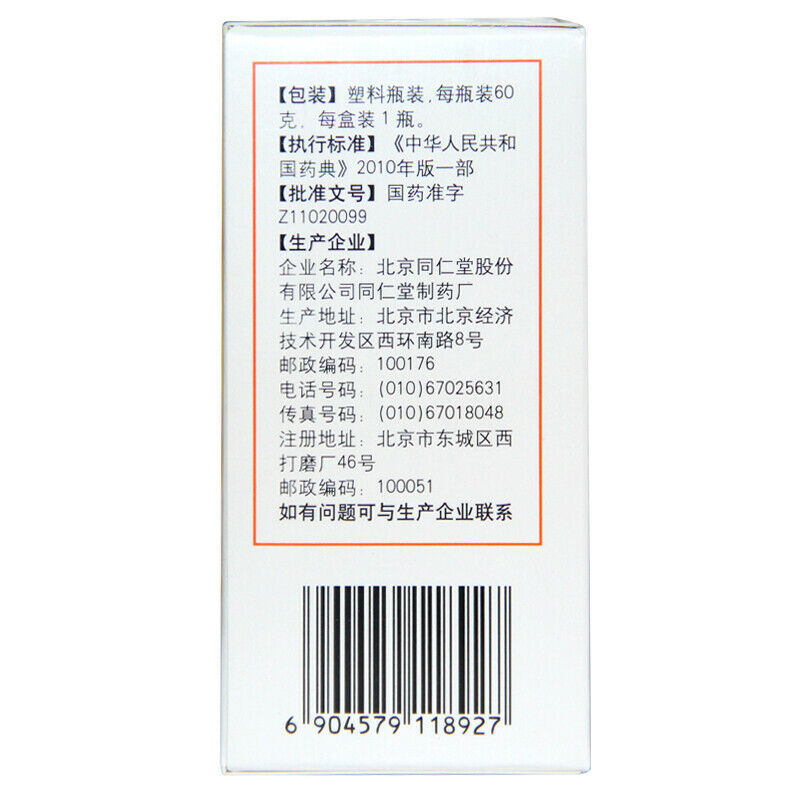 【包装】塑料瓶装,每瓶装60
克，每盒装1瓶。
【执行标准】《中华人民共和
国药典》2010年版一部
【批准文号】国药准字
Z11020099
【生产企业】
企业名称：北京同仁堂股份
有限公司同仁堂制药厂
生产地址：北京市北京经济
技术开发区西环南路8号
邮政编码：100176
电话号码：(010)67025631
传真号码：(010)67018048
注册地址：北京市东城区西
打磨厂46号
邮政编码：100051
如有问题可与生产企业联系
6 904579 118927